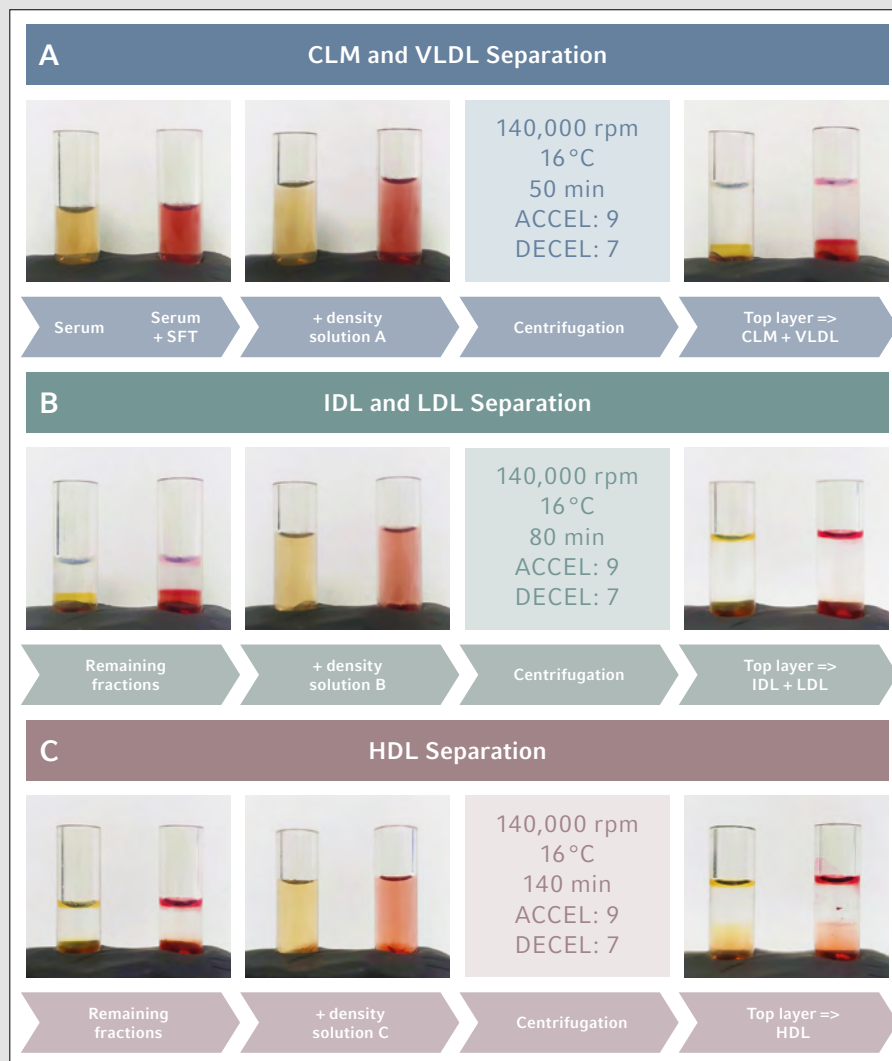 A
CLM and VLDL Separation
140,000 rpm
16 °C
50 min
ACCEL: 9
DECEL: 7
Serum
Serum
+ SFT
+ density
solution A
Centrifugation
Top layer =>
CLM + VLDL
B
IDL and LDL Separation
140,000 rpm
16 °C
80 min
ACCEL: 9
DECEL: 7
Remaining
fractions
+ density
solution B
Centrifugation
Top layer =>
IDL + LDL
C
HDL Separation
140,000 rpm
16 °C
140 min
ACCEL: 9
DECEL: 7
Remaining
fractions
+ density
solution C
Centrifugation
Top layer =>
HDL